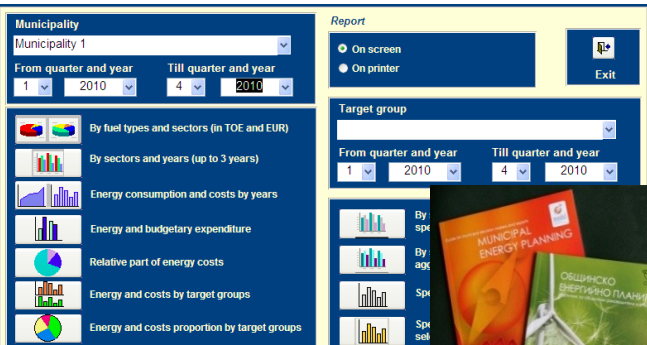 Municipality
Municipality 1
From quarter and year
Till quarter and year
1
2010
4
2010
By fuel types and sectors (in TOE and EUR)
By sectors and years (up to 3 years)
Energy consumption and costs by years
Energy and budgetary expenditure
Relative part of energy costs
Energy and costs by target groups
Energy and costs proportion by target groups
Report
On screen
On printer
Exit
Target group
From quarter and year
Till quarter and year
1
2010
4
2010
By
spe
By
agg
Spe
Spe
sele
MUNICIPAL
ENERGY PLANNING
ОБЩИНСКО
ЕНЕРГИЙНО ПЛАНИ